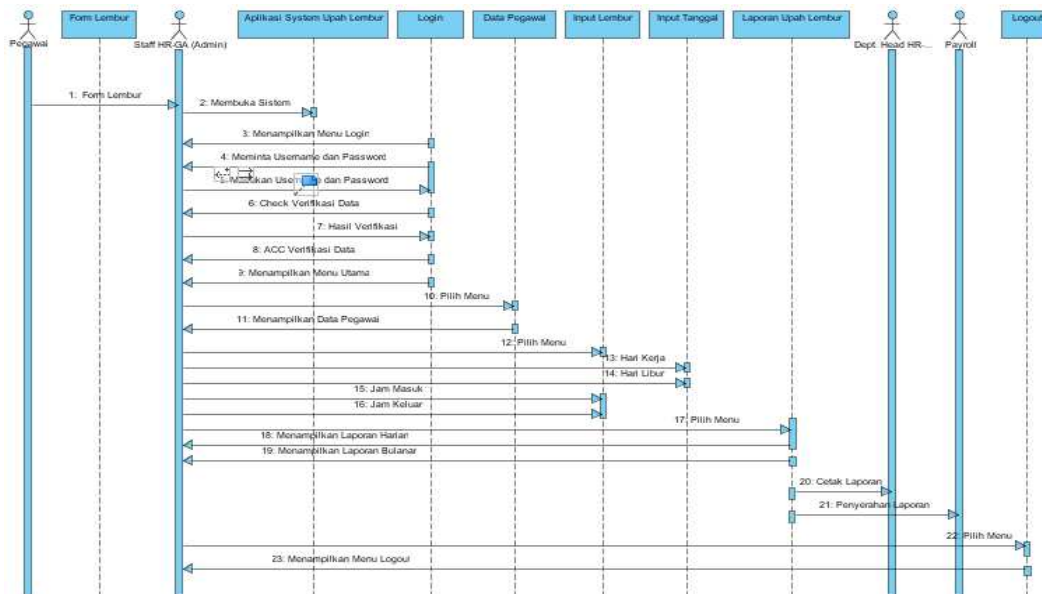 Form Lembur
Aplikasi System Upah Lembur
Login
Data Pegawai
Input Lembur
Input Tanggal
Laporan Upah Lembur
Logout
Pegawai
Staff HR-GA (Admin)
Dept. Head HR-...
Payroll
1: Form Lembur
2: Membuka Sistem
3: Menampilkan Menu Login
4: Meminta Username dan Password
5: Masukan Username dan Password
6: Check Verifikasi Data
7: Hasil Verifikasi
8: ACC Verifikasi Data
9: Menampilkan Menu Utama
10: Pilih Menu
11: Menampilkan Data Pegawai
12: Pilih Menu
13: Hari Kerja
14: Hari Libur
15: Jam Masuk
16: Jam Keluar
17: Pilih Menu
18: Menampilkan Laporan Harian
19: Menampilkan Laporan Bulanan
20: Cetak Laporan
21: Penyerahan Laporan
22: Pilih Menu
23: Menampilkan Menu Logout